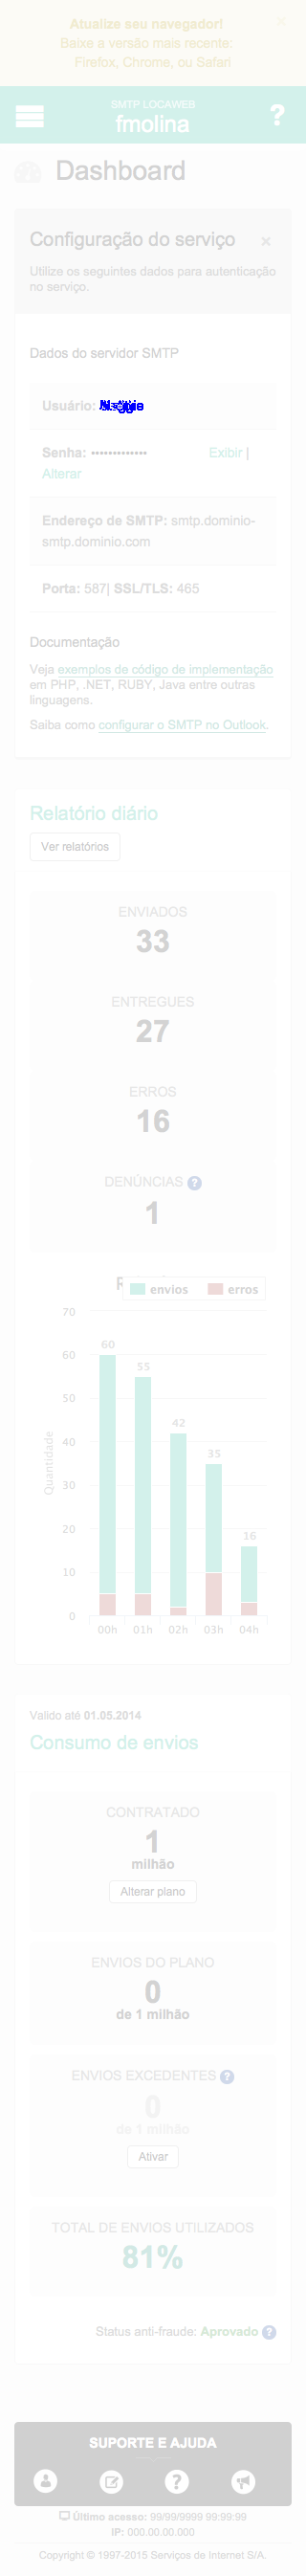 Atualize seu navegador!
Baixe a versão mais recente:
Firefox, Chrome, ou Safari
×
SMTP LOCAWEB
fmolina
?
Dashboard
Configuração do serviço ×
Utilize os seguintes dados para autenticação
no serviço.
Dados do servidor SMTP
Usuário:
Senha: ••••••••••••• Exibir |
Alterar
Endereço de SMTP: smtp.dominio-
smtp.dominio.com
Porta: 587| SSL/TLS: 465
Documentação
Veja exemplos de código de implementação
em PHP, .NET, RUBY, Java entre outras
linguagens.
Saiba como configurar o SMTP no Outlook.
Relatório diário
Ver relatórios
ENVIADOS
33
ENTREGUES
27
ERROS
16
DENÚNCIAS ?
1
envios erros
70
60
50
40
30
20
10
0
Quantidade
60
55
42
35
16
00h 01h 02h 03h 04h
Valido até 01.05.2014
Consumo de envios
CONTRATADO
1
milhão
Alterar plano
ENVIOS DO PLANO
0
de 1 milhão
ENVIOS EXCEDENTES ?
0
de 1 milhão
Ativar
TOTAL DE ENVIOS UTILIZADOS
81%
Status anti-fraude: Aprovado ?
SUPORTE E AJUDA
?
Último acesso: 99/99/9999 99:99:99
IP: 000.00.00.000
Copyright © 1997-2015 Serviços de Internet S/A.